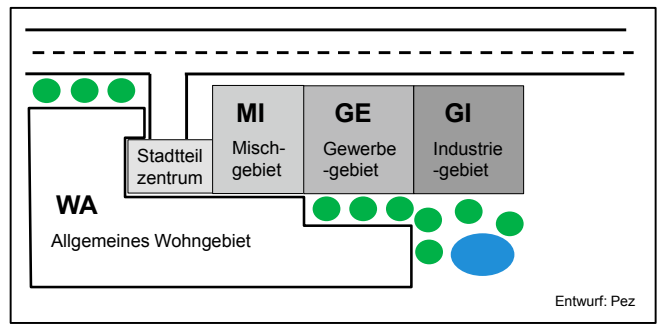 MI
Misch-
gebiet
GE
Gewerbe
-gebiet
GI
Industrie
-gebiet
Stadtteil
zentrum
WA
Allgemeines Wohngebiet
Entwurf: Pez